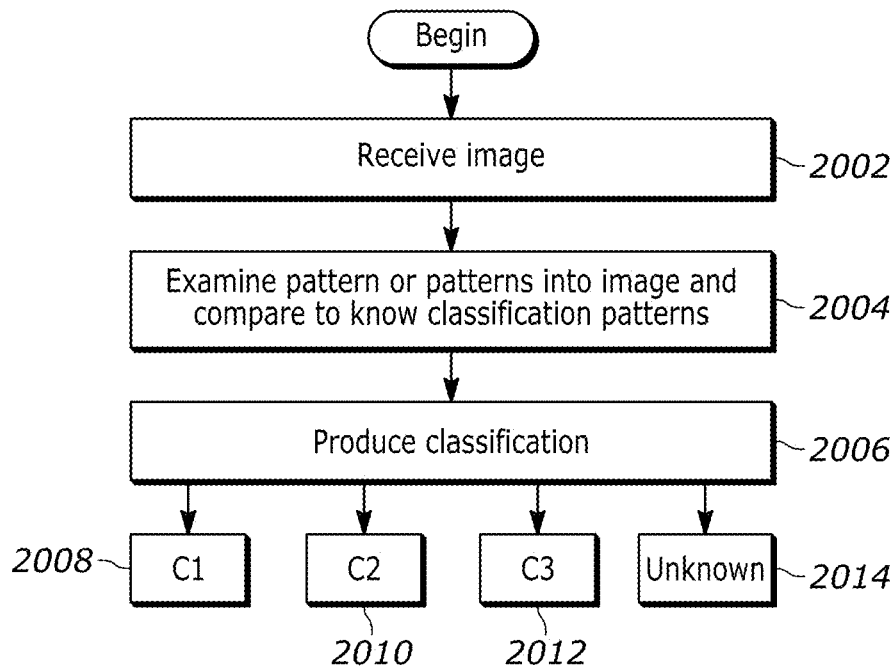 Begin
Receive image
2002
Examine pattern or patterns into image and
compare to know classification patterns
2004
Produce classification
2006
2008
C1
C2
C3
Unknown
2014
2010
2012